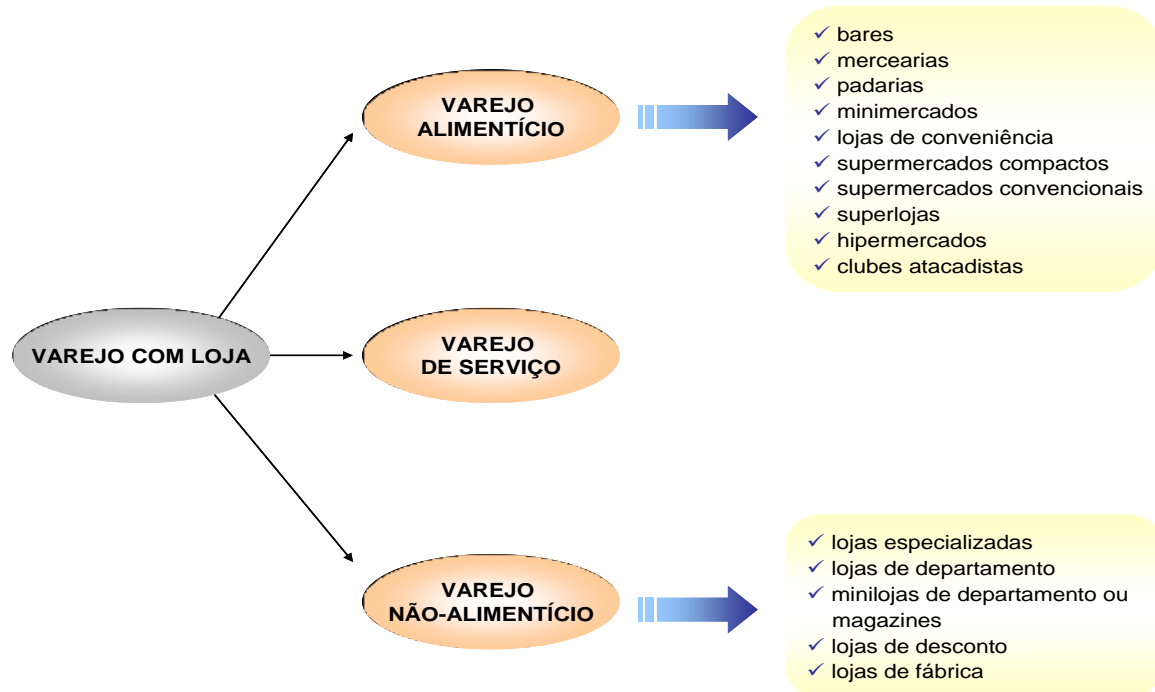 VAREJO COM LOJA
VAREJO
ALIMENTÍCIO
✓ bares
✓ mercearias
✓ padarias
✓ minimercados
✓ lojas de conveniência
✓ supermercados compactos
✓ supermercados convencionais
✓ superlojas
✓ hipermercados
✓ clubes atacadistas
VAREJO
DE SERVIÇO
VAREJO
NÃO-ALIMENTÍCIO
✓ lojas especializadas
✓ lojas de departamento
✓ minilojas de departamento ou
magazines
✓ lojas de desconto
✓ lojas de fábrica